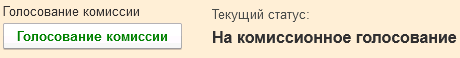 Голосование комиссии
Голосование комиссии
Текущий статус:
На комиссионное голосование